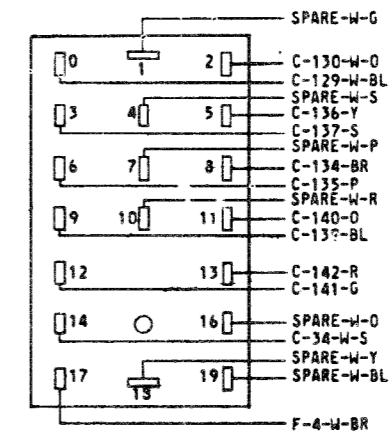 SPARE-W-G
0 1 2 C-130-W-O
C-129-W-BL
SPARE-W-S
3 4 5 C-136-Y
C-137-S
SPARE-W-P
6 7 8 C-134-BR
C-135-P
SPARE-W-R
9 10 11 C-140-O
12 13 C-142-R
C-141-G
14 16 SPARE-W-O
C-34-W-S
SPARE-W-Y
17 19 SPARE-W-BL
F-4-W-BR